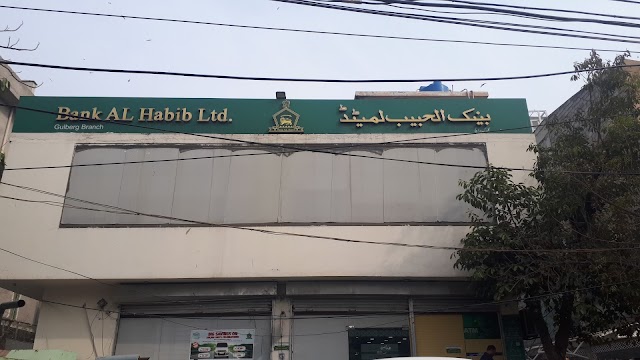 Bank AL Habib Ltd.
Gulberg Branch
بینک الحبیب لمیٹڈ